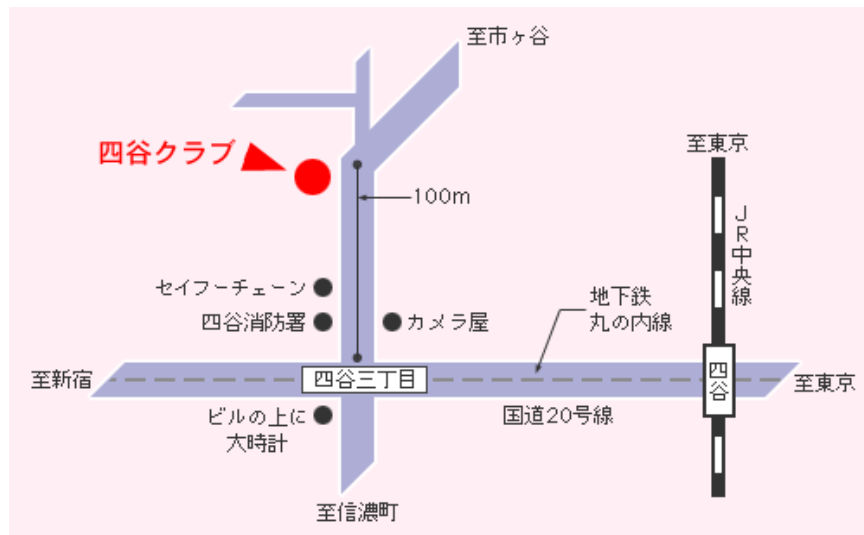 至市ヶ谷
四谷クラブ
至東京
100m
JR中央線
セイフーチェーン
地下鉄
丸の内線
四谷消防署
カメラ屋
至新宿
四谷三丁目
四谷
至東京
ビルの上に
大時計
国道20号線
至信濃町